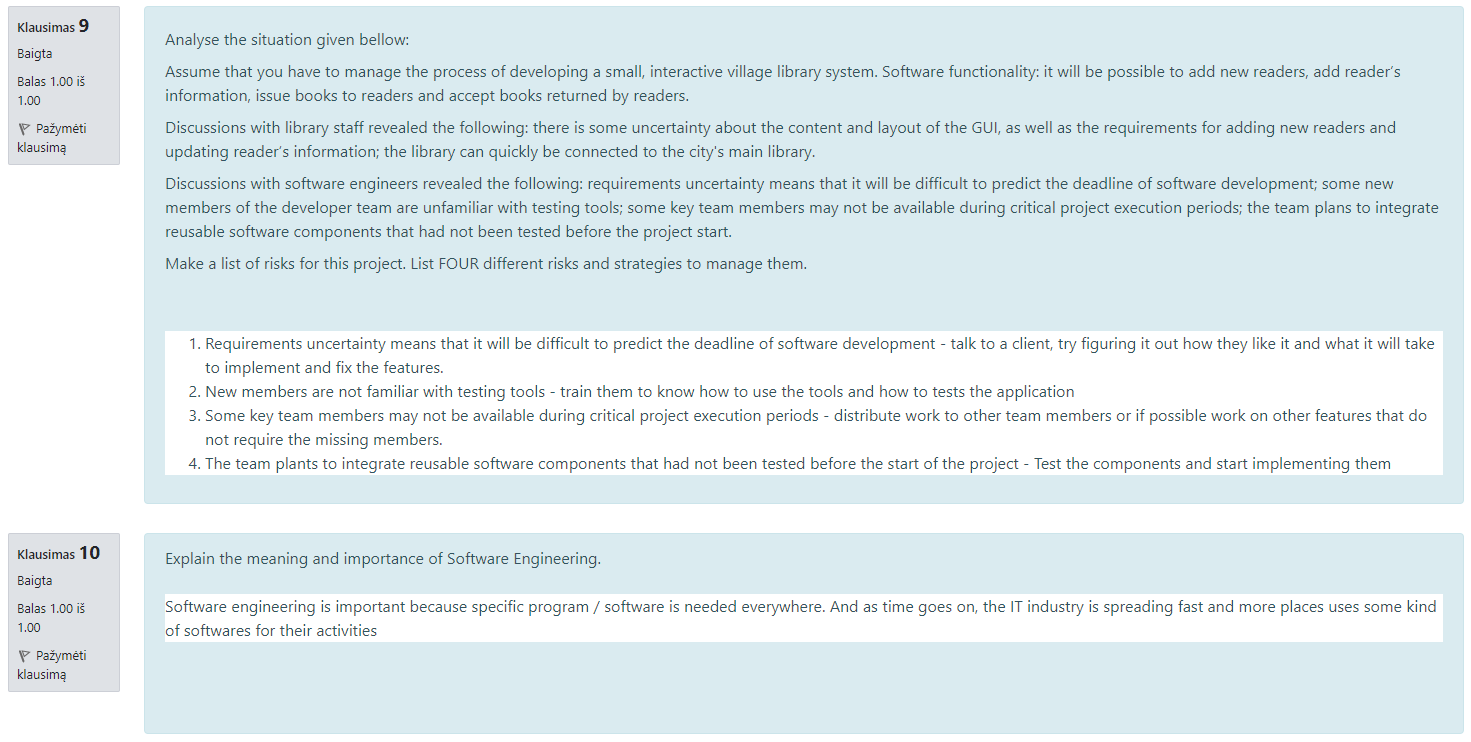 Klausimas 9
Baigta
Balas 1.00 iš
1.00
Pažymėti
klausimą
Analyse the situation given bellow:
Assume that you have to manage the process of developing a small, interactive village library system. Software functionality: it will be possible to add new readers, add reader’s
information, issue books to readers and accept books returned by readers.
Discussions with library staff revealed the following: there is some uncertainty about the content and layout of the GUI, as well as the requirements for adding new readers and
updating reader’s information; the library can quickly be connected to the city's main library.
Discussions with software engineers revealed the following: requirements uncertainty means that it will be difficult to predict the deadline of software development; some new
members of the developer team are unfamiliar with testing tools; some key team members may not be available during critical project execution periods; the team plans to integrate
reusable software components that had not been tested before the project start.
Make a list of risks for this project. List FOUR different risks and strategies to manage them.
1. Requirements uncertainty means that it will be difficult to predict the deadline of software development - talk to a client, try figuring it out how they like it and what it will take
to implement and fix the features.
2. New members are not familiar with testing tools - train them to know how to use the tools and how to tests the application
3. Some key team members may not be available during critical project execution periods - distribute work to other team members or if possible work on other features that do
not require the missing members.
4. The team plants to integrate reusable software components that had not been tested before the start of the project - Test the components and start implementing them
Klausimas 10
Baigta
Balas 1.00 iš
1.00
Pažymėti
klausimą
Explain the meaning and importance of Software Engineering.
Software engineering is important because specific program / software is needed everywhere. And as time goes on, the IT industry is spreading fast and more places uses some kind
of softwares for their activities